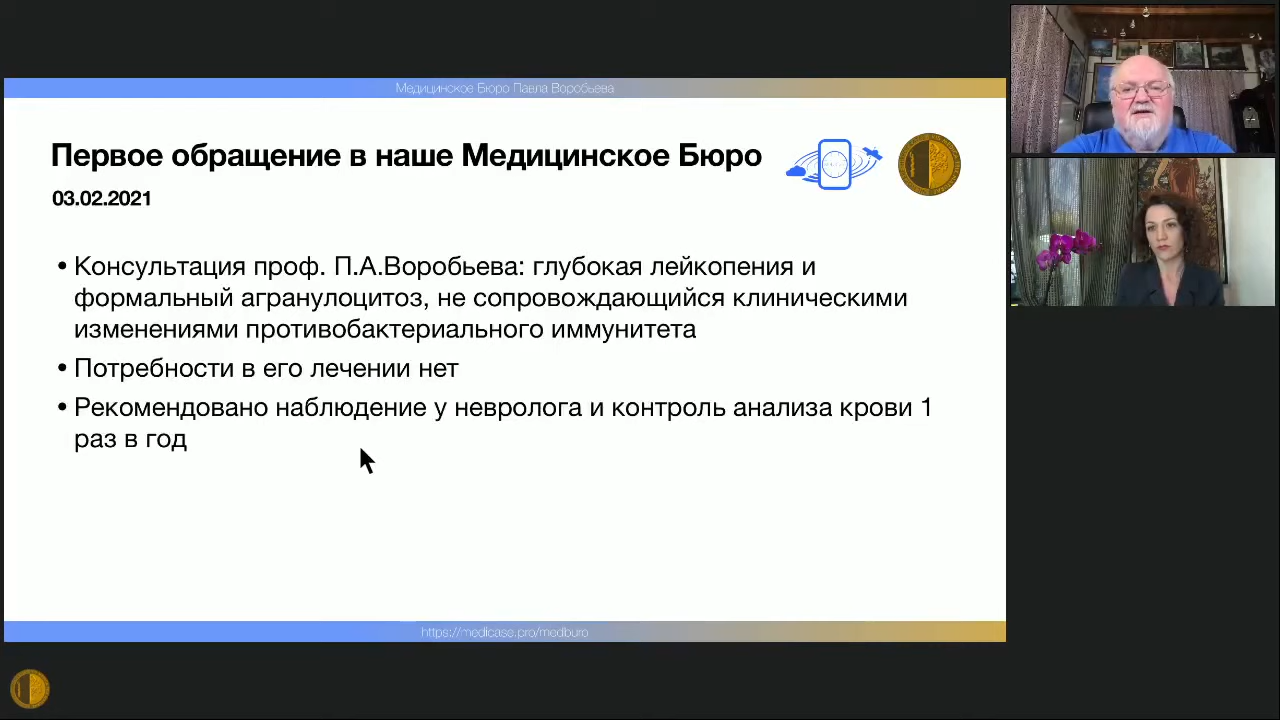 Медицинское Бюро Павла Воробьева
Первое обращение в наше Медицинское Бюро
03.02.2021
• Консультация проф. П.А.Воробьева: глубокая лейкопения и
формальный агранулоцитоз, не сопровождающийся клиническими
изменениями противобактериального иммунитета
• Потребности в его лечении нет
• Рекомендовано наблюдение у невролога и контроль анализа крови 1
раз в год
https://medicase.pro/medburo